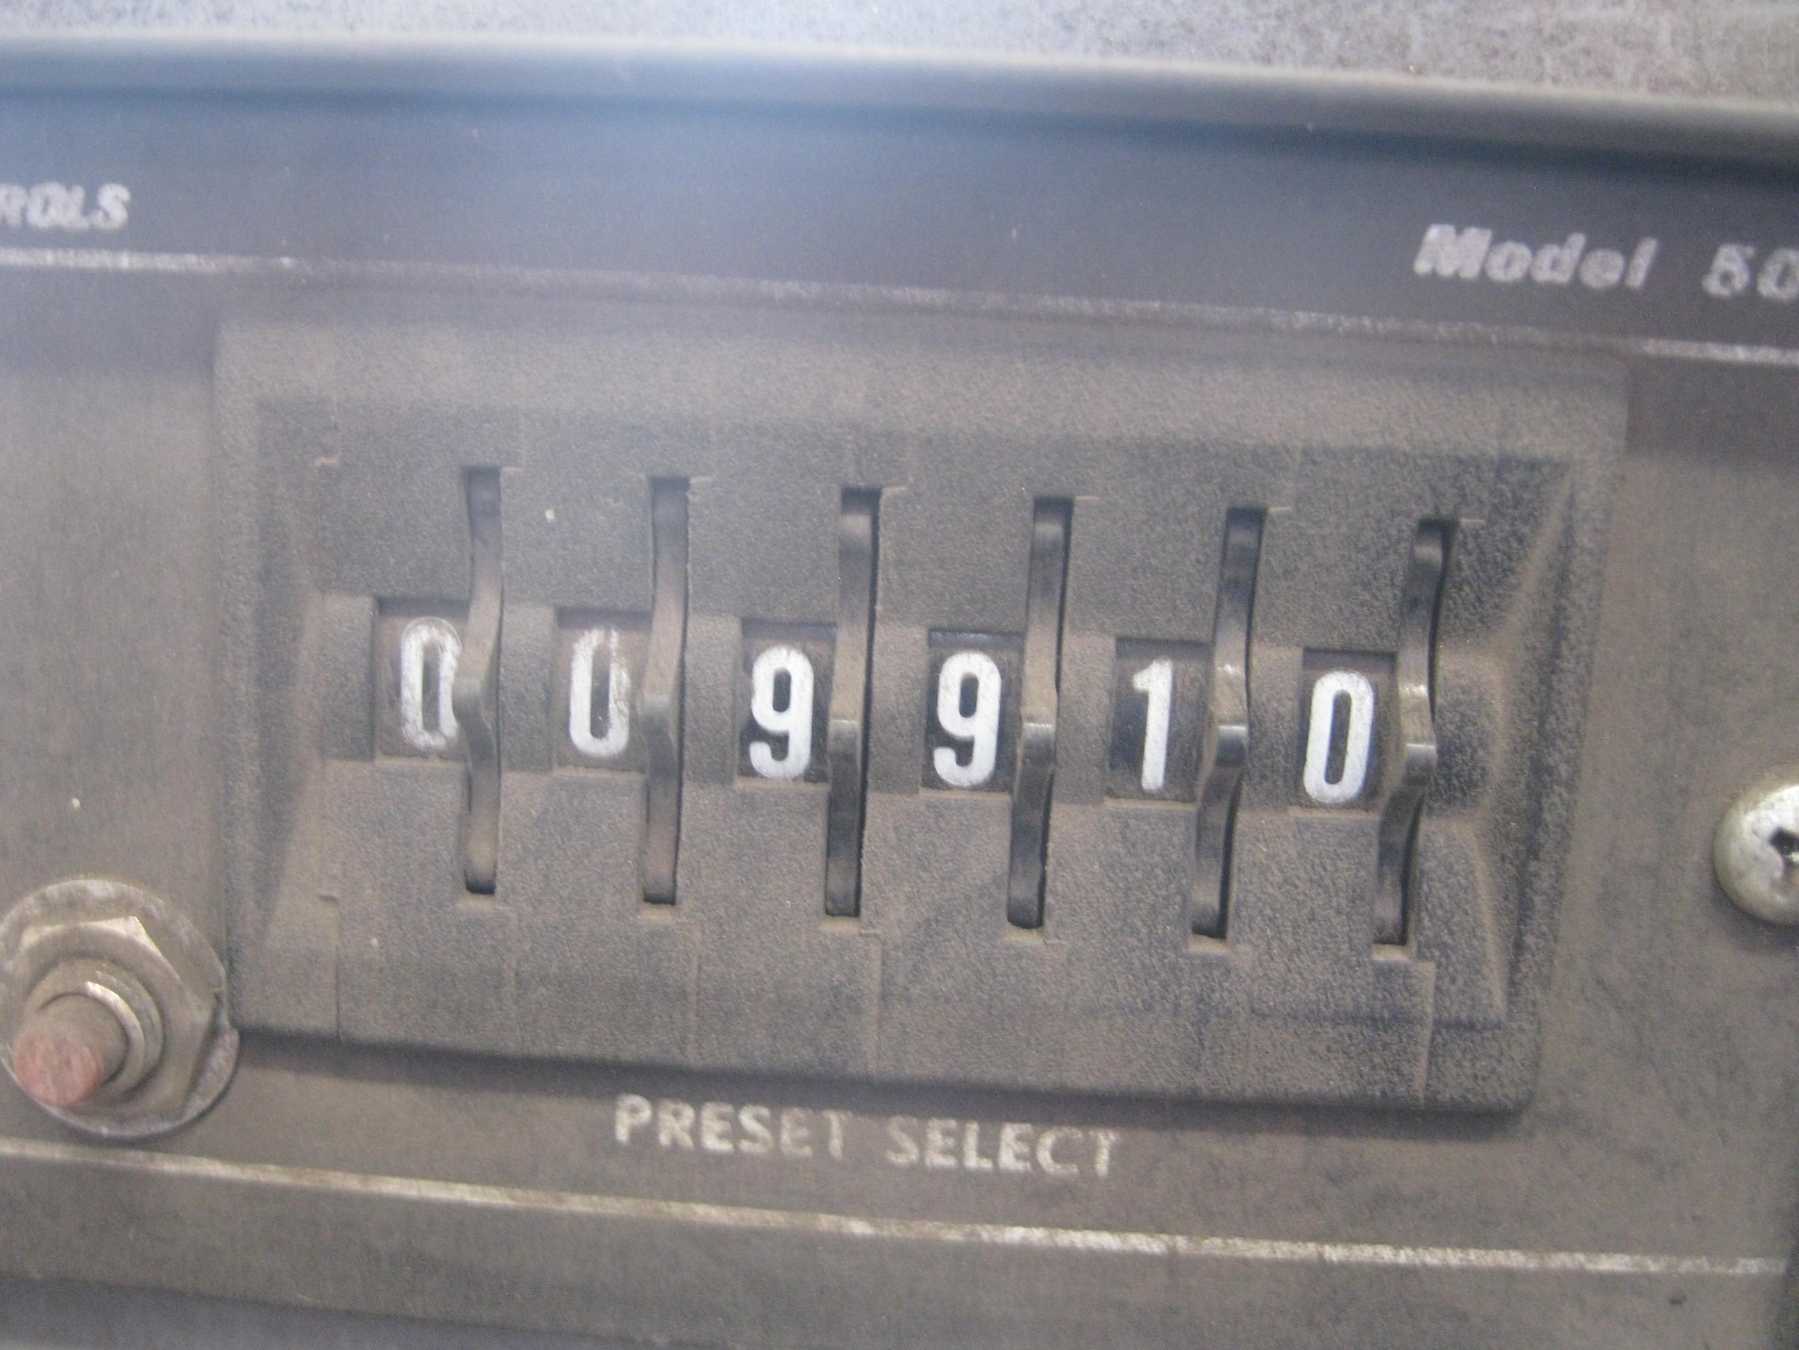 ROLS
Model 50
009910
PRESET SELECT